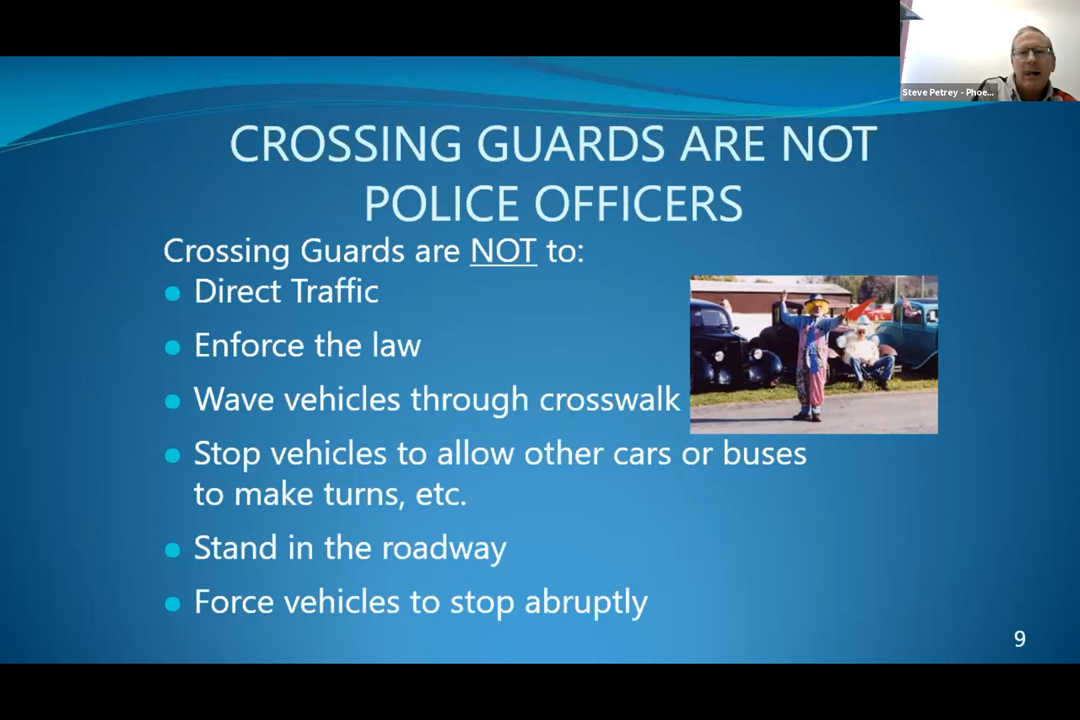 Steve Petrey - Phoe...
CROSSING GUARDS ARE NOT
POLICE OFFICERS
Crossing Guards are NOT to:
Direct Traffic
Enforce the law
Wave vehicles through crosswalk
Stop vehicles to allow other cars or buses
to make turns, etc.
Stand in the roadway
Force vehicles to stop abruptly
9